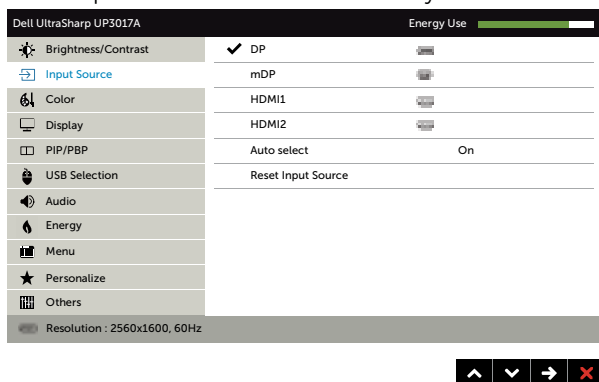 Dell UltraSharp UP3017A Energy Use
Brightness/Contrast DP
Input Source mDP
Color HDMI1
Display HDMI2
PIP/PBP Auto select On
USB Selection Reset Input Source
Audio
Energy
Menu
Personalize
Others
Resolution : 2560x1600, 60Hz